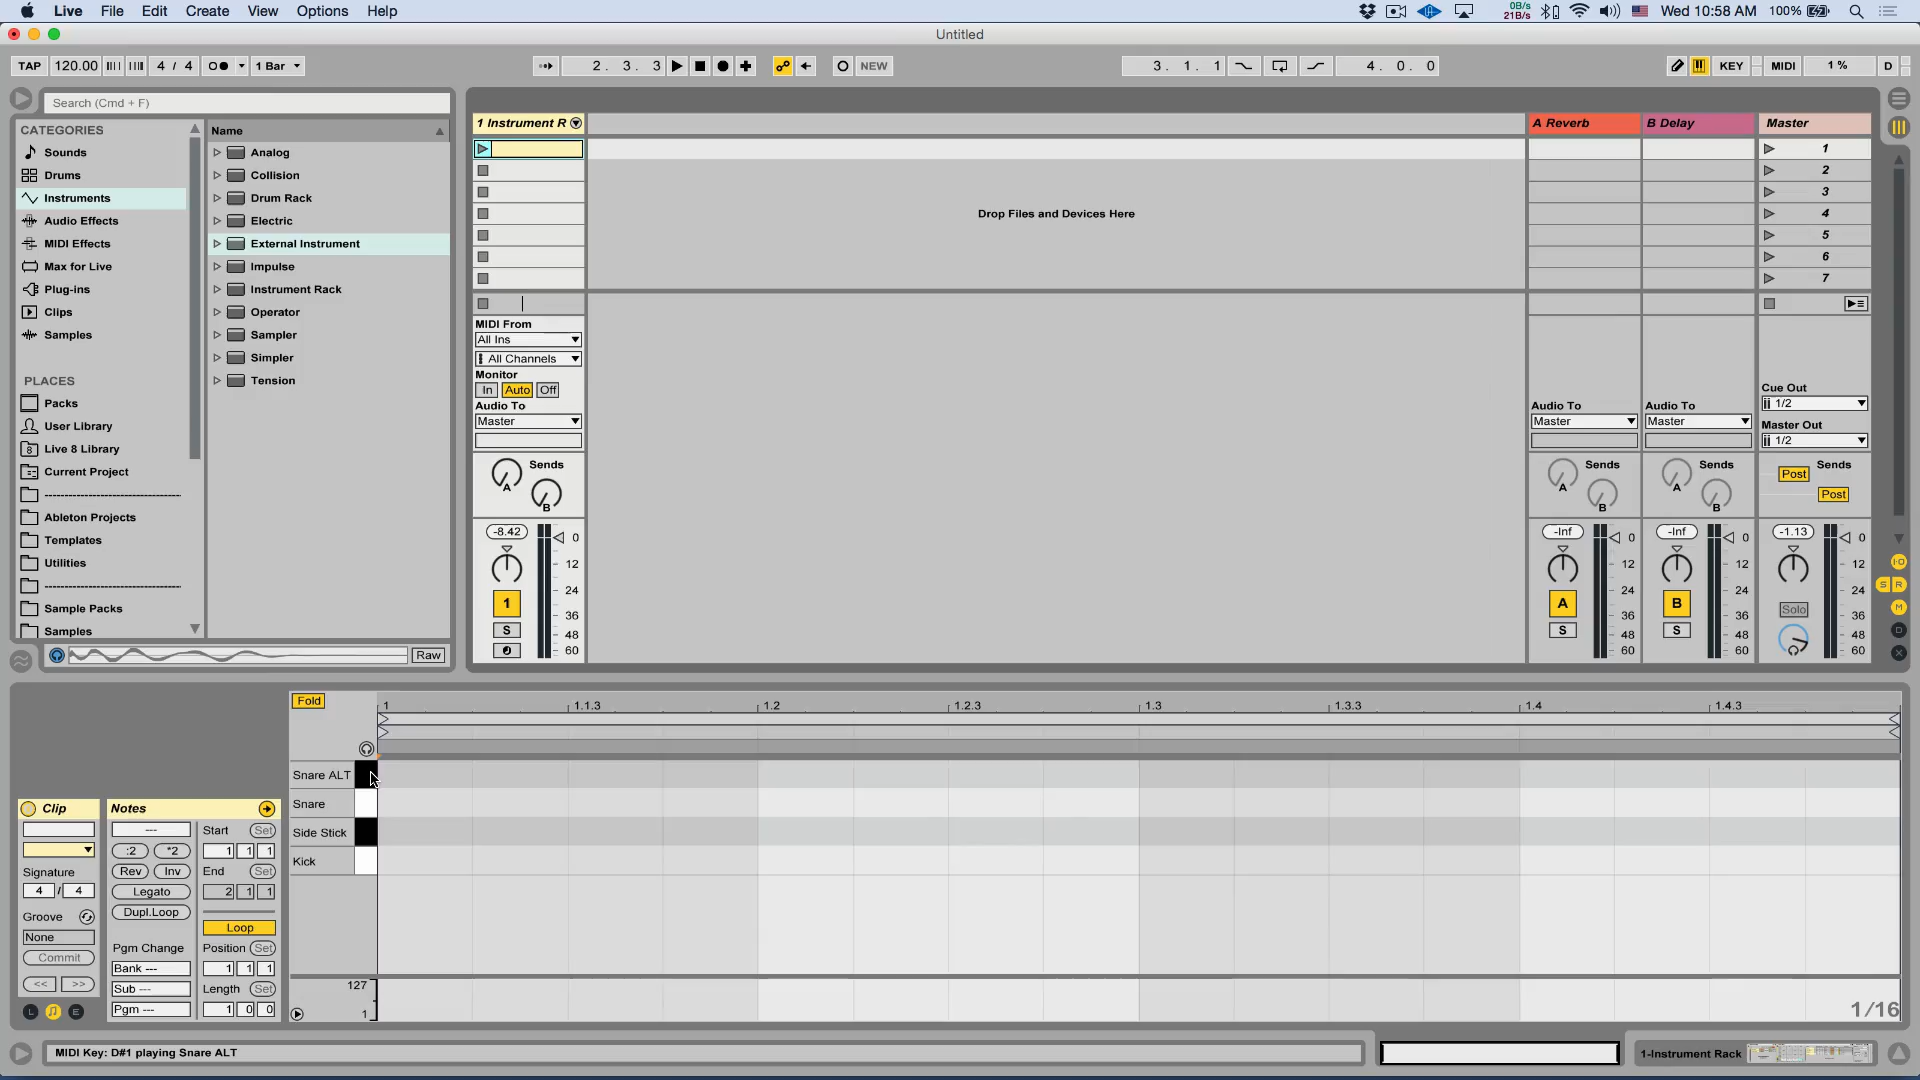 Live File Edit Create View Options Help
0B/s
21B/s
Wed 10:58 AM 100%
Untitled
TAP 120.00 4 / 4 1 Bar 2. 3. 3 NEW 3. 1. 1 4. 0. 0 KEY MIDI 1 % D
Search (Cmd + F)
CATEGORIES
Sounds
Drums
Instruments
Audio Effects
MIDI Effects
Max for Live
Plug-ins
Clips
Samples
PLACES
Packs
User Library
Live 8 Library
Current Project
-----------------------------------
Ableton Projects
Templates
Utilities
-----------------------------------
Sample Packs
Samples
Name
Analog
Collision
Drum Rack
Electric
External Instrument
Impulse
Instrument Rack
Operator
Sampler
Simpler
Tension
Raw
1 Instrument R
MIDI From
All Ins
All Channels
Monitor
In Auto Off
Audio To
Master
Sends
A
B
-8.42
0
12
24
36
48
60
1
S
Drop Files and Devices Here
A Reverb
Audio To
Master
Sends
A
B
-Inf
0
12
24
36
48
60
A
S
B Delay
Audio To
Master
Sends
A
B
-Inf
0
12
24
36
48
60
B
S
Master
1
2
3
4
5
6
7
Cue Out
1/2
Master Out
1/2
Sends
Post
Post
-1.13
0
12
24
36
48
60
Solo
I·O
S R
M
D
X
Clip
Signature
4 / 4
Groove
None
Commit
<< >>
L E
Notes
---
:2 *2
Rev Inv
Legato
Dupl.Loop
Pgm Change
Bank ---
Sub ---
Pgm ---
Start Set
1 1 1
End Set
2 1 1
Loop
Position Set
1 1 1
Length Set
1 0 0
Fold
1 1.1.3 1.2 1.2.3 1.3 1.3.3 1.4 1.4.3
Snare ALT
Snare
Side Stick
Kick
127
1
1/16
MIDI Key: D#1 playing Snare ALT
1-Instrument Rack